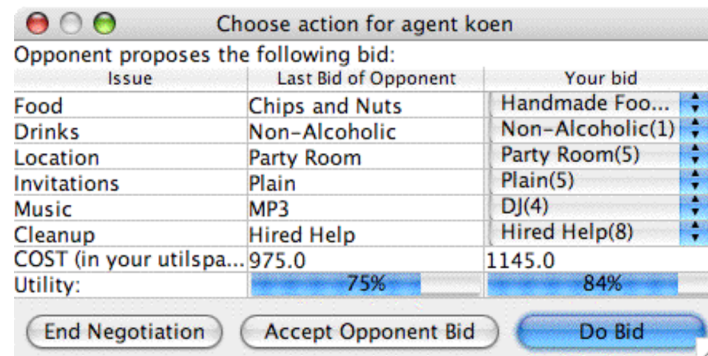 Choose action for agent koen
Opponent proposes the following bid:
Issue Last Bid of Opponent Your bid
Food Chips and Nuts Handmade Foo...
Drinks Non-Alcoholic Non-Alcoholic(1)
Location Party Room Party Room(5)
Invitations Plain Plain(5)
Music MP3 DJ(4)
Cleanup Hired Help Hired Help(8)
COST (in your utilspa... 975.0 1145.0
Utility: 75% 84%
End Negotiation Accept Opponent Bid Do Bid